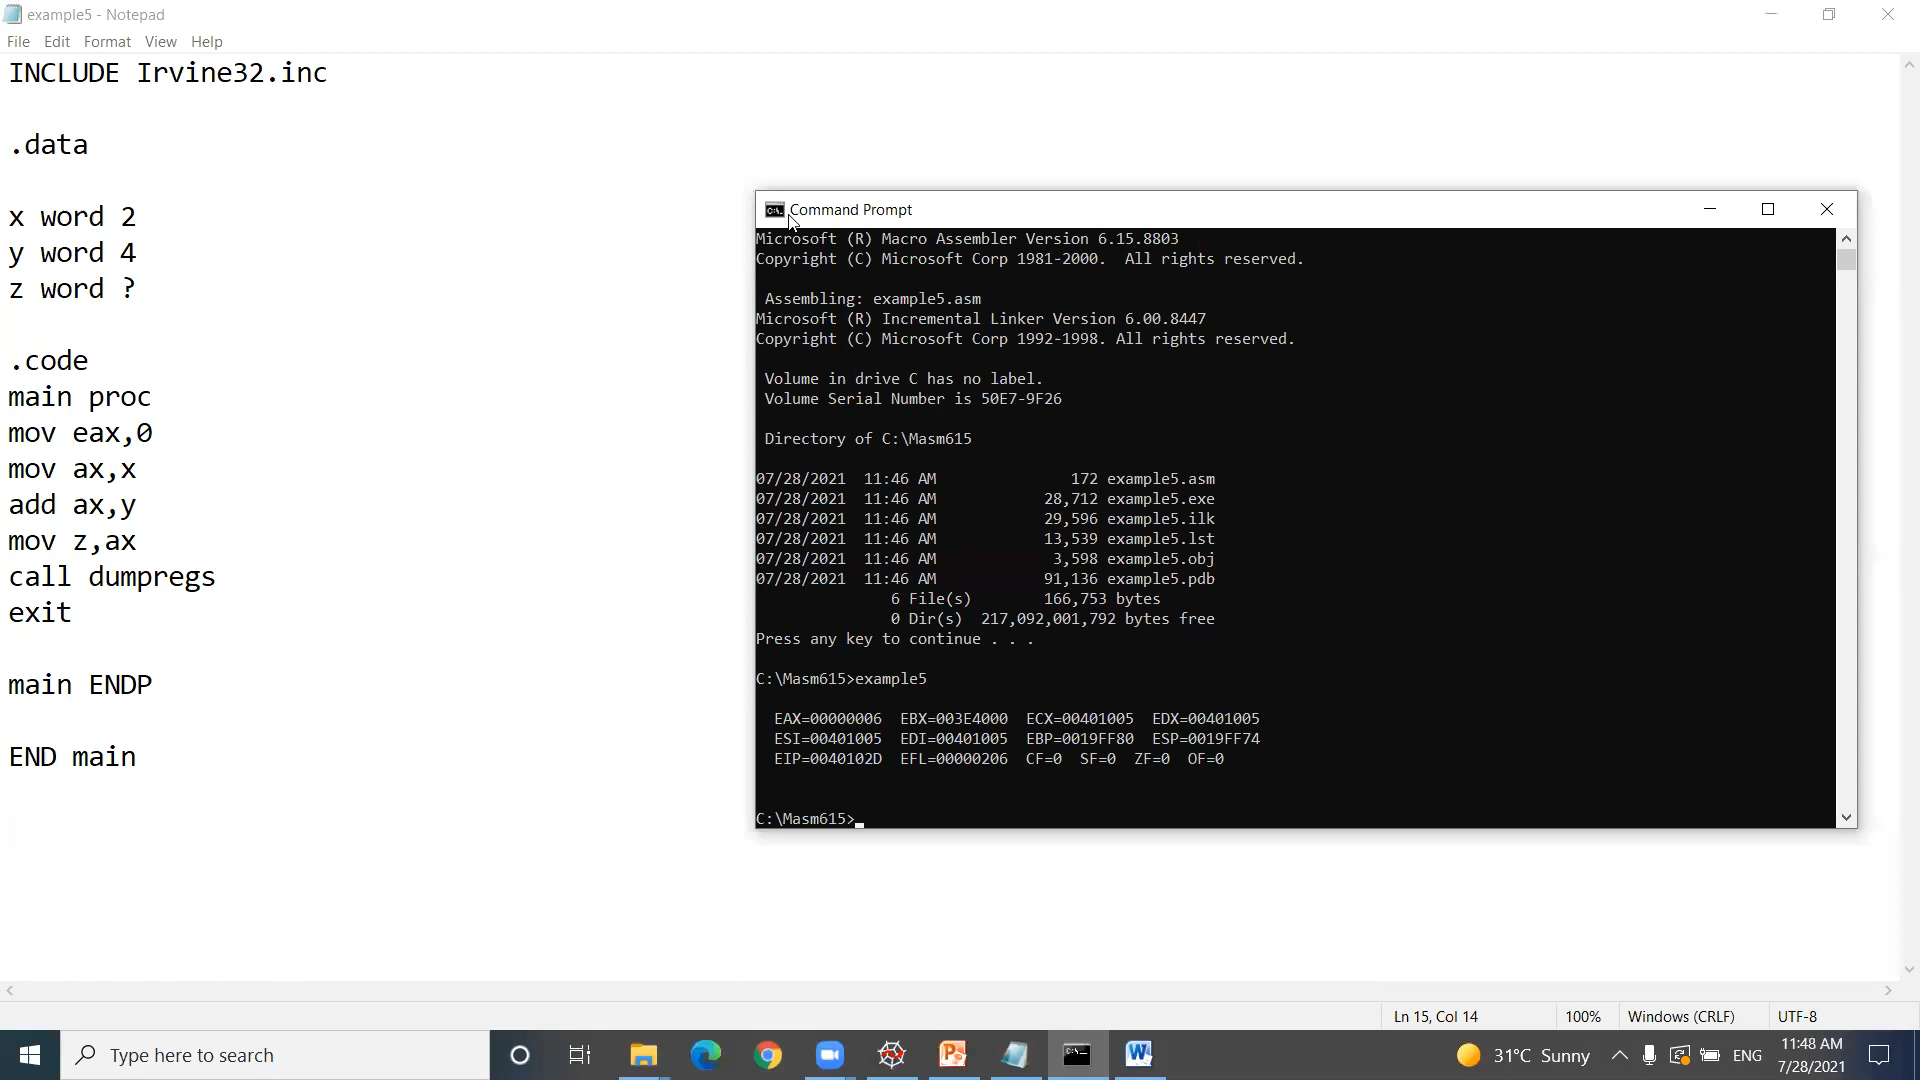 example5 - Notepad
File Edit Format View Help
INCLUDE Irvine32.inc
.data
x word 2
y word 4
z word ?
.code
main proc
mov eax,0
mov ax,x
add ax,y
mov z,ax
call dumpregs
exit
main ENDP
END main
Command Prompt
Microsoft (R) Macro Assembler Version 6.15.8803
Copyright (C) Microsoft Corp 1981-2000.  All rights reserved.
Assembling: example5.asm
Microsoft (R) Incremental Linker Version 6.00.8447
Copyright (C) Microsoft Corp 1992-1998. All rights reserved.
Volume in drive C has no label.
Volume Serial Number is 50E7-9F26
Directory of C:\Masm615
07/28/2021  11:46 AM               172 example5.asm
07/28/2021  11:46 AM            28,712 example5.exe
07/28/2021  11:46 AM            29,596 example5.ilk
07/28/2021  11:46 AM            13,539 example5.lst
07/28/2021  11:46 AM             3,598 example5.obj
07/28/2021  11:46 AM            91,136 example5.pdb
6 File(s)        166,753 bytes
0 Dir(s)  217,092,001,792 bytes free
Press any key to continue . . .
C:\Masm615>example5
EAX=00000006  EBX=003E4000  ECX=00401005  EDX=00401005
ESI=00401005  EDI=00401005  EBP=0019FF80  ESP=0019FF74
EIP=0040102D  EFL=00000206  CF=0  SF=0  ZF=0  OF=0
C:\Masm615>
Ln 15, Col 14 100% Windows (CRLF) UTF-8
Type here to search
31°C Sunny
ENG
11:48 AM
7/28/2021